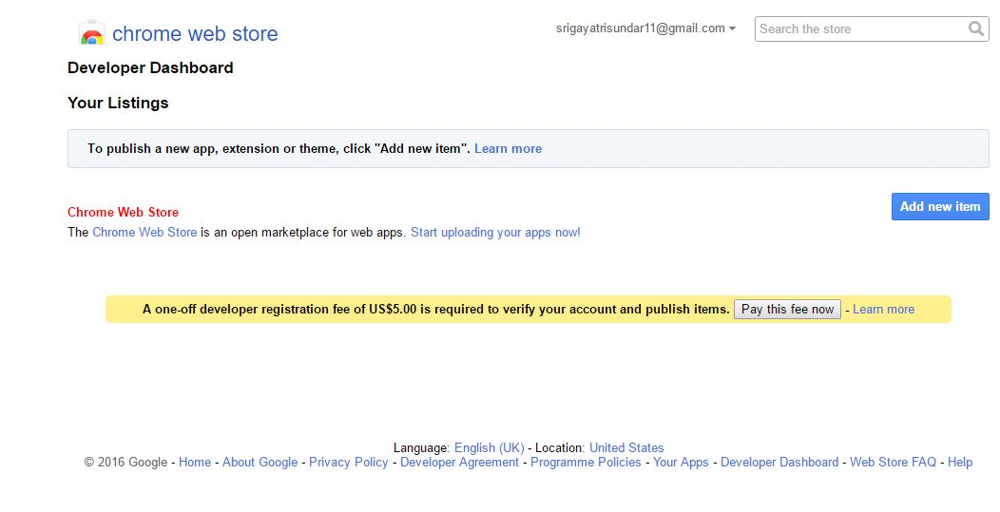 chrome web store
srigayatrisundar11@gmail.com
Search the store
Developer Dashboard
Your Listings
To publish a new app, extension or theme, click "Add new item". Learn more
Add new item
Chrome Web Store
The Chrome Web Store is an open marketplace for web apps. Start uploading your apps now!
A one-off developer registration fee of US$5.00 is required to verify your account and publish items. Pay this fee now - Learn more
Language: English (UK) - Location: United States
© 2016 Google - Home - About Google - Privacy Policy - Developer Agreement - Programme Policies - Your Apps - Developer Dashboard - Web Store FAQ - Help